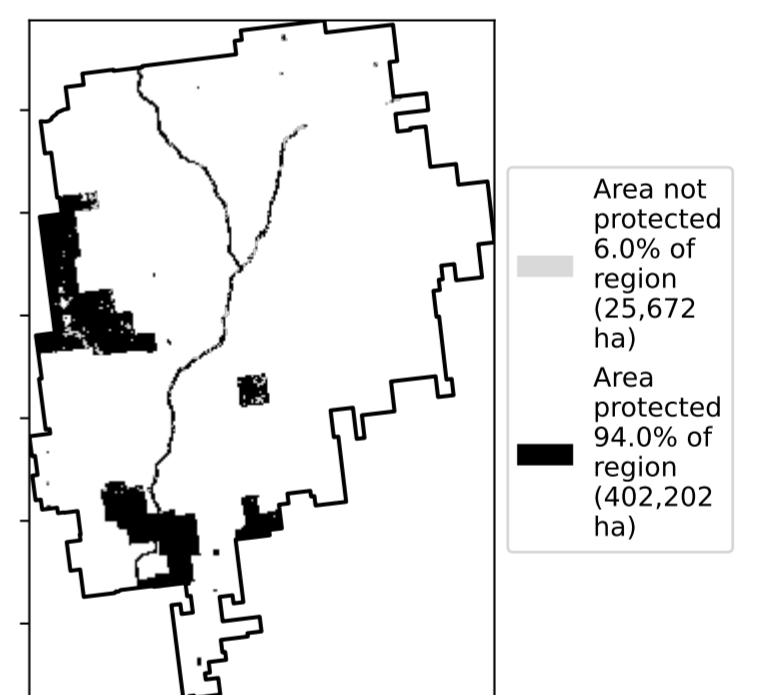 Area not
protected
6.0% of
region
(25,672
ha)
Area
protected
94.0% of
region
(402,202
ha)